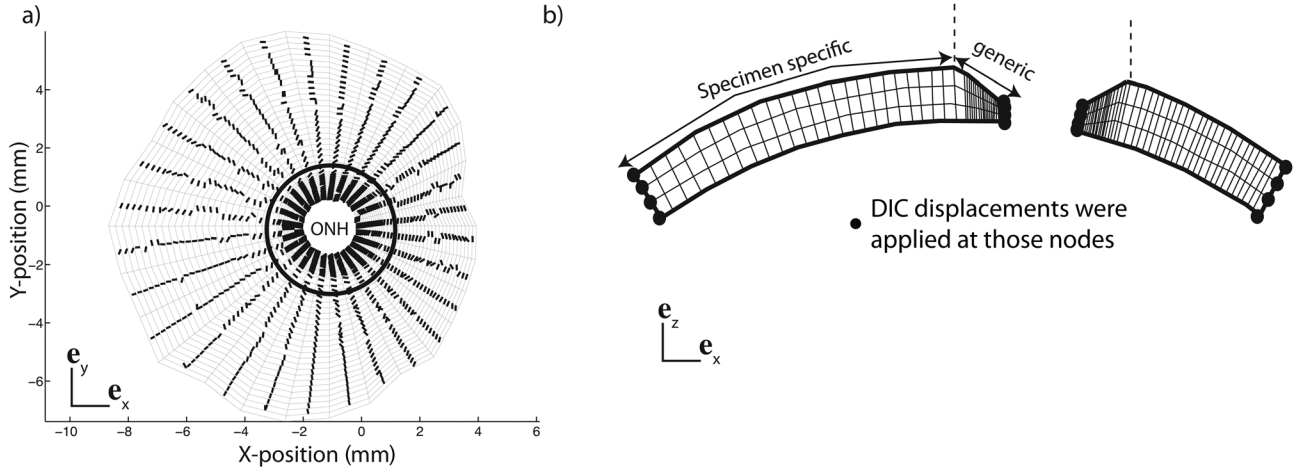 a)
4
2
0
−2
−4
−6
Y-position (mm)
ONH
e y
e x
−10 −8 −6 −4 −2 0 2 4 6
X-position (mm)
b)
Specimen specific
generic
DIC displacements were
applied at those nodes
e z
e x